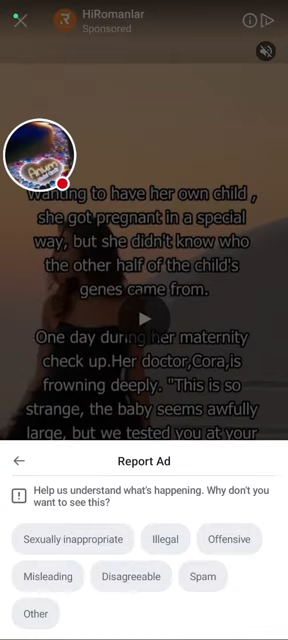 HiRomanlar
Sponsored
Anum
Wanting to have her own child ,
she got pregnant in a special
way, but she didn't know who
the other half of the child's
genes came from.
One day during her maternity
check up.Her doctor,Cora,is
frowning deeply. "This is so
strange, the baby seems awfully
large, but we tested you at your
Report Ad
Help us understand what's happening. Why don't you
want to see this?
Sexually inappropriate
Illegal
Offensive
Misleading
Disagreeable
Spam
Other